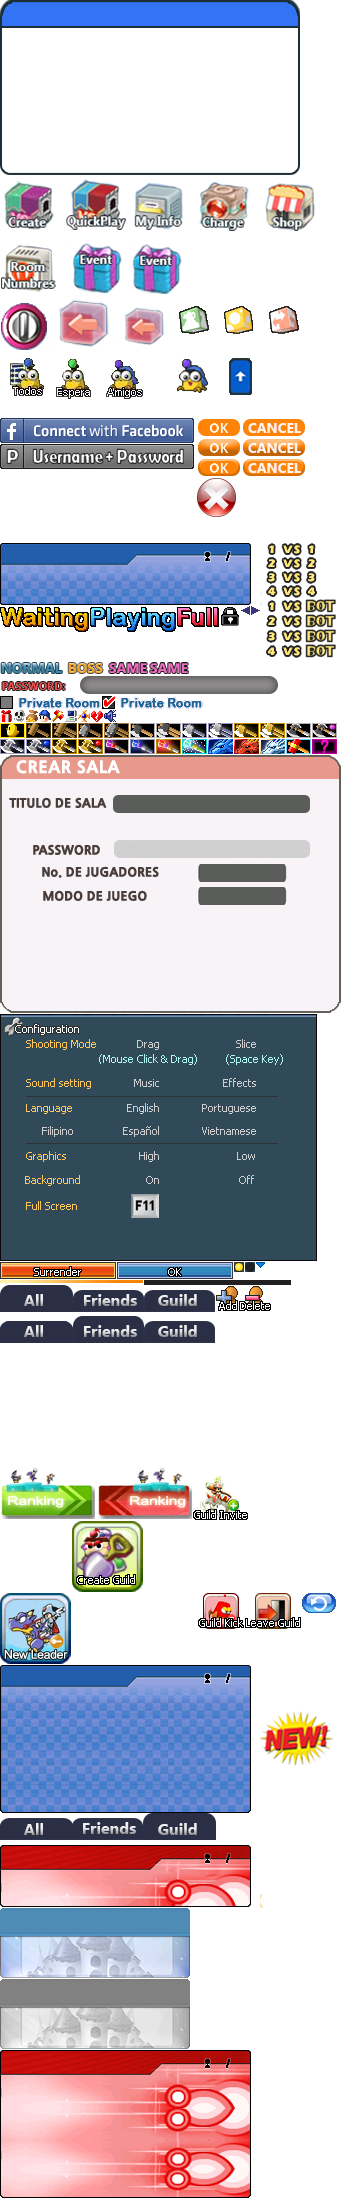 Create QuickPlay My Info Charge Shop
Room Numbres Event Event
Todos Espera Amigos
f Connect with Facebook OK CANCEL
P Username + Password OK CANCEL
OK CANCEL
1 VS 1
2 VS 2
3 VS 3
4 VS 4
1 VS BOT
2 VS BOT
3 VS BOT
4 VS BOT
/
Waiting Playing Full
NORMAL BOSS SAME SAME
PASSWORD:
Private Room Private Room
?
CREAR SALA
TITULO DE SALA
PASSWORD
No. DE JUGADORES
MODO DE JUEGO
Configuration
Shooting Mode Drag Slice
(Mouse Click & Drag) (Space Key)
Sound setting Music Effects
Language English Portuguese
Filipino Español Vietnamese
Graphics High Low
Background On Off
Full Screen F11
Surrender OK
All Friends Guild Add Delete
All Friends Guild
Ranking Ranking Guild Invite
Create Guild
New Leader Guild Kick Leave Guild
/
NEW!
All Friends Guild
/
/